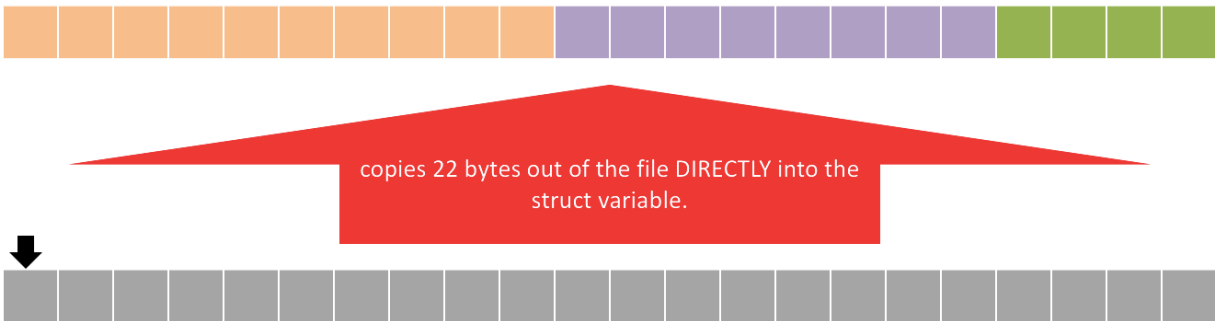 copies 22 bytes out of the file DIRECTLY into the
struct variable.